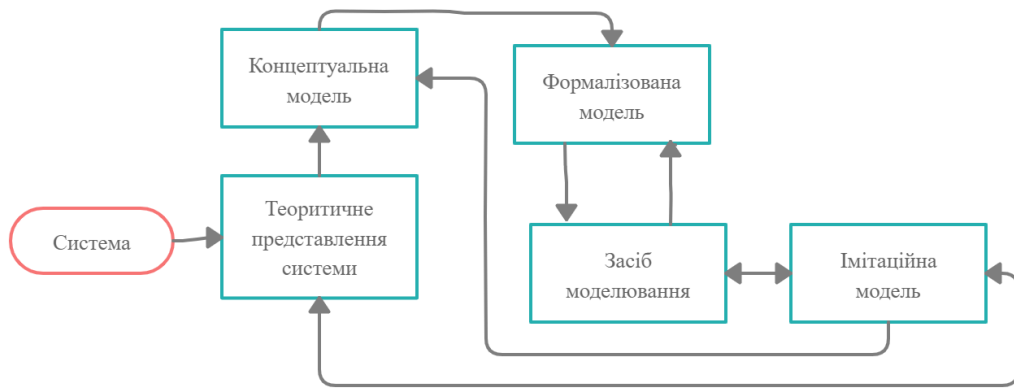 Концептуальна
модель
Формалізована
модель
Теоритичне
представлення
системи
Система
Засіб
моделювання
Імітаційна
модель